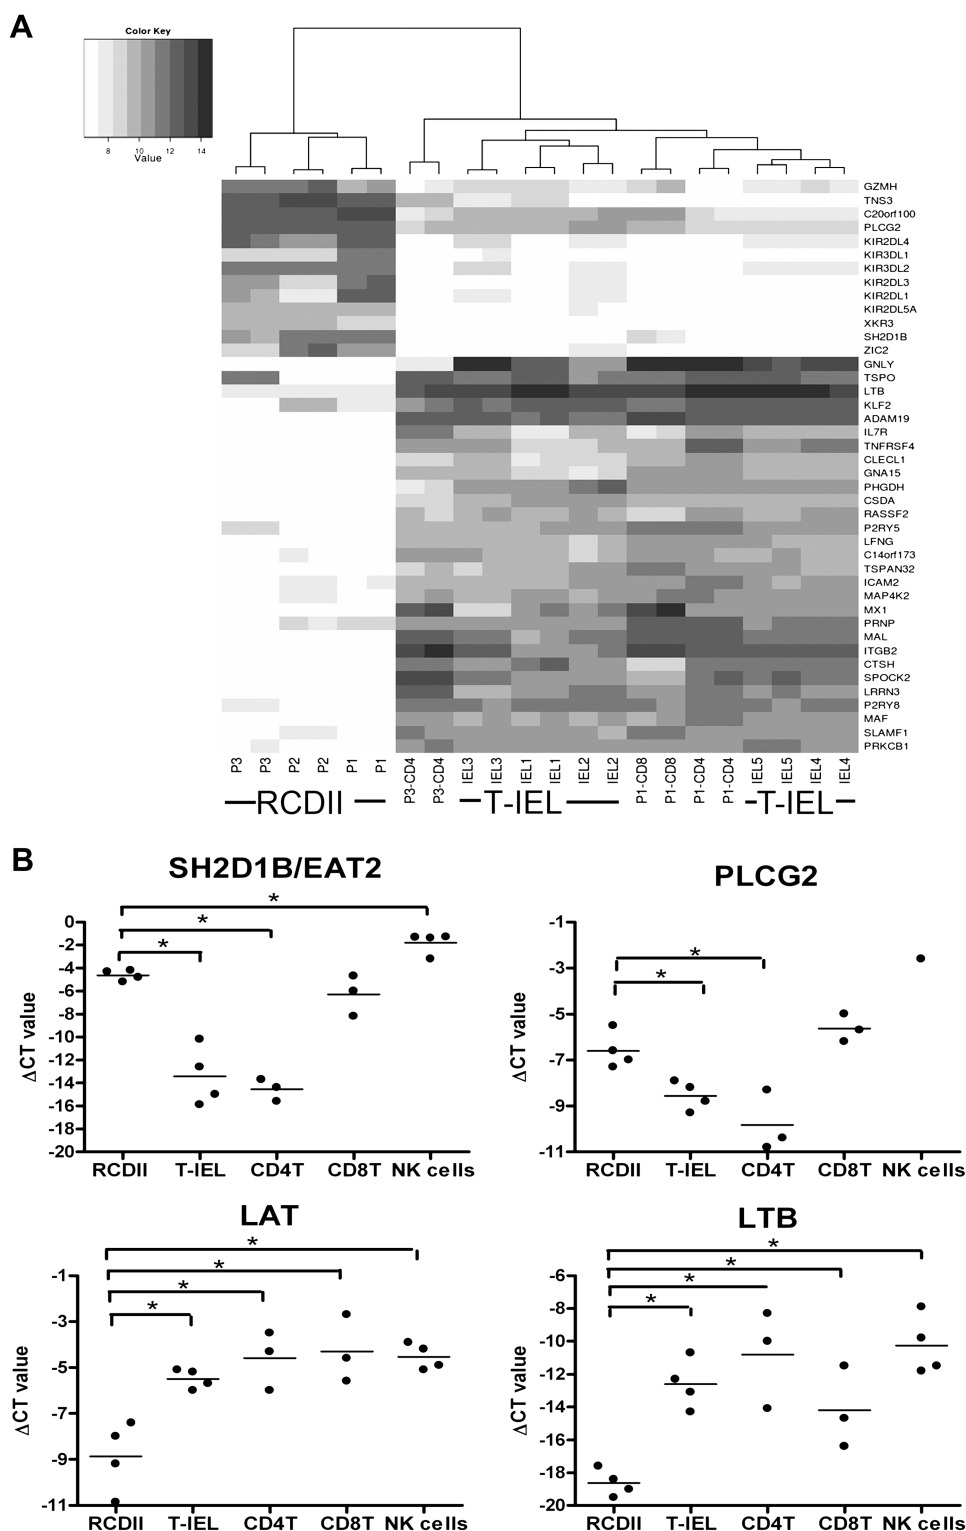 A
Color Key
8 10 12 14
Value
GZMH
TNS3
C20orf100
PLCG2
KIR2DL4
KIR3DL1
KIR3DL2
KIR2DL3
KIR2DL1
KIR2DL5A
XKR3
SH2D1B
ZIC2
GNLY
TSPO
LTB
KLF2
ADAM19
IL7R
TNFRSF4
CLECL1
GNA15
PHGDH
CSDA
RASSF2
P2RY5
LFNG
C14orf173
TSPAN32
ICAM2
MAP4K2
MX1
PRNP
MAL
ITGB2
CTSH
SPOCK2
LRRN3
P2RY8
MAF
SLAMF1
PRKCB1
P3 P3 P2 P2 P1 P1 P3-CD4 P3-CD4 IEL3 IEL3 IEL1 IEL1 IEL2 IEL2 P1-CD8 P1-CD8 P1-CD4 P1-CD4 IEL5 IEL5 IEL4 IEL4
RCDII T-IEL T-IEL
B
SH2D1B/EAT2
* * *
ΔCT value
0
-2
-4
-6
-8
-10
-12
-14
-16
-18
-20
RCDII T-IEL CD4T CD8T NK cells
PLCG2
* *
ΔCT value
-1
-3
-5
-7
-9
-11
RCDII T-IEL CD4T CD8T NK cells
LAT
* * * *
ΔCT value
-1
-3
-5
-7
-9
-11
RCDII T-IEL CD4T CD8T NK cells
LTB
* * * *
ΔCT value
-6
-8
-10
-12
-14
-16
-18
-20
RCDII T-IEL CD4T CD8T NK cells